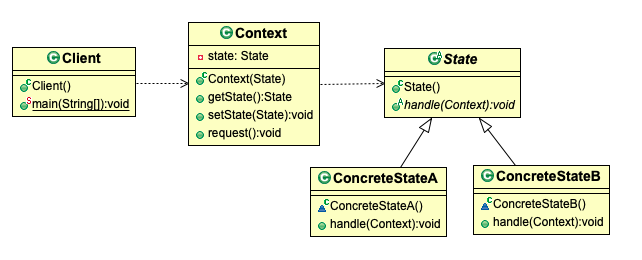 Client
Client()
main(String[]):void
Context
state: State
Context(State)
getState():State
setState(State):void
request():void
State
State()
handle(Context):void
ConcreteStateA
ConcreteStateA()
handle(Context):void
ConcreteStateB
ConcreteStateB()
handle(Context):void